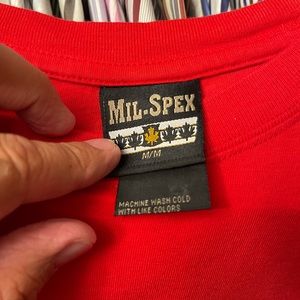 MIL-SPEX
M/M
MACHINE WASH COLD
WITH LIKE COLORS